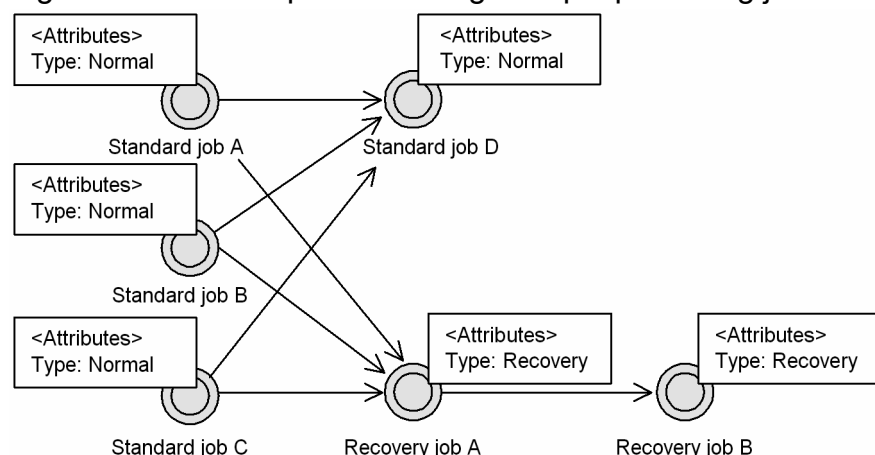 <Attributes>
Type: Normal
<Attributes>
Type: Normal
Standard job A
Standard job D
<Attributes>
Type: Normal
Standard job B
<Attributes>
Type: Normal
<Attributes>
Type: Recovery
<Attributes>
Type: Recovery
Standard job C
Recovery job A
Recovery job B